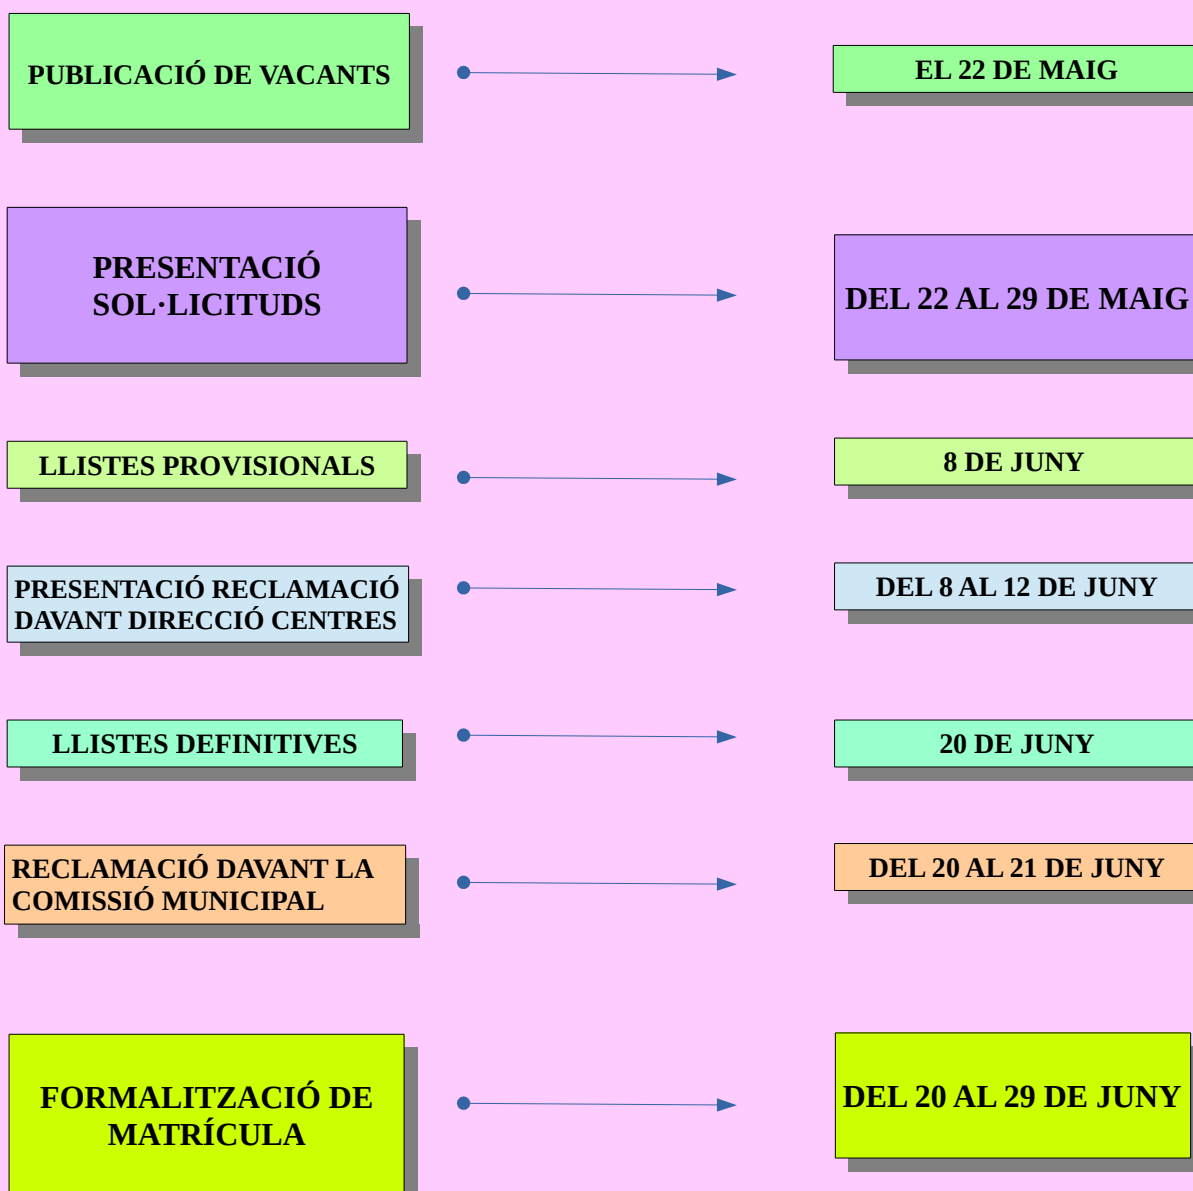 PUBLICACIÓ DE VACANTS
EL 22 DE MAIG
PRESENTACIÓ
SOL·LICITUDS
DEL 22 AL 29 DE MAIG
LLISTES PROVISIONALS
8 DE JUNY
PRESENTACIÓ RECLAMACIÓ
DAVANT DIRECCIÓ CENTRES
DEL 8 AL 12 DE JUNY
LLISTES DEFINITIVES
20 DE JUNY
RECLAMACIÓ DAVANT LA
COMISSIÓ MUNICIPAL
DEL 20 AL 21 DE JUNY
FORMALITZACIÓ DE
MATRÍCULA
DEL 20 AL 29 DE JUNY